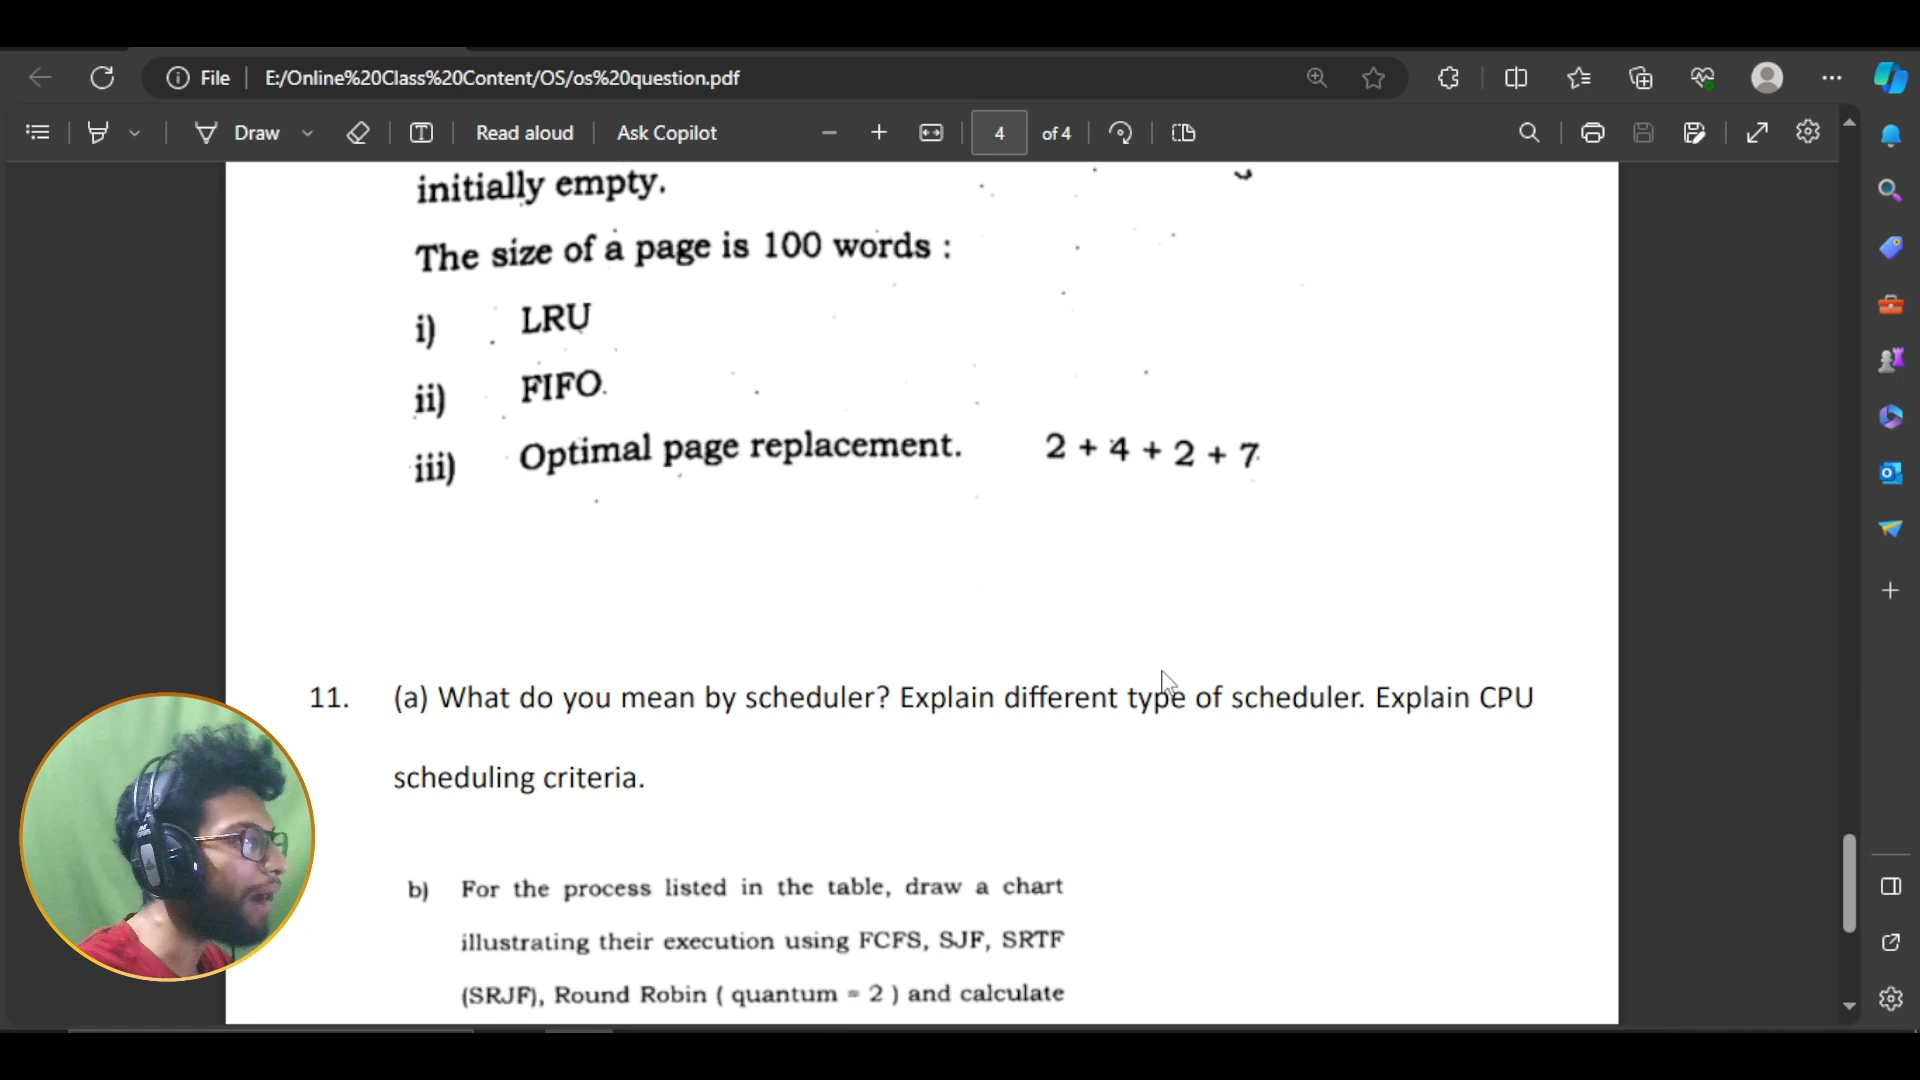 File
E:/Online%20Class%20Content/OS/os%20question.pdf
Draw
Read aloud
Ask Copilot
4
of 4
initially empty.
The size of a page is 100 words :
i) LRU
ii) FIFO.
iii) Optimal page replacement. 2 + 4 + 2 + 7
11. (a) What do you mean by scheduler? Explain different type of scheduler. Explain CPU
scheduling criteria.
b) For the process listed in the table, draw a chart
illustrating their execution using FCFS, SJF, SRTF
(SRJF), Round Robin ( quantum = 2 ) and calculate